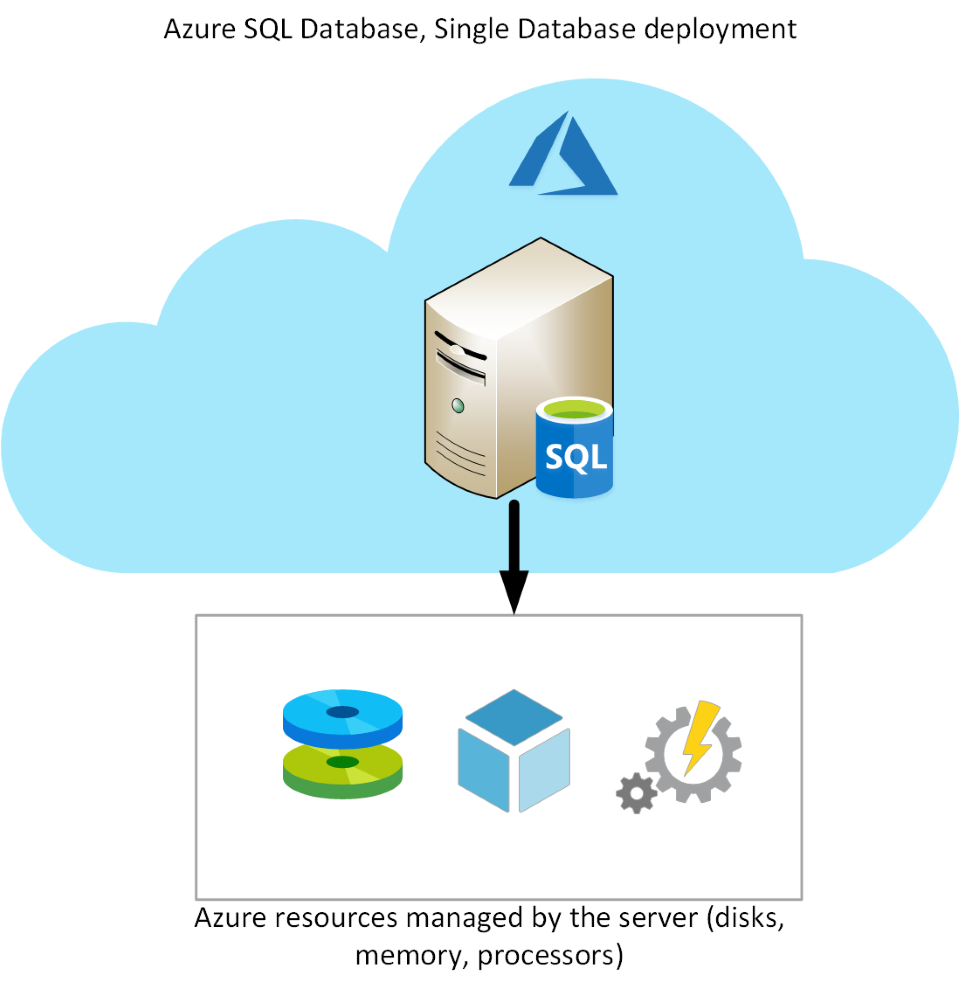 Azure SQL Database, Single Database deployment
SQL
Azure resources managed by the server (disks,
memory, processors)